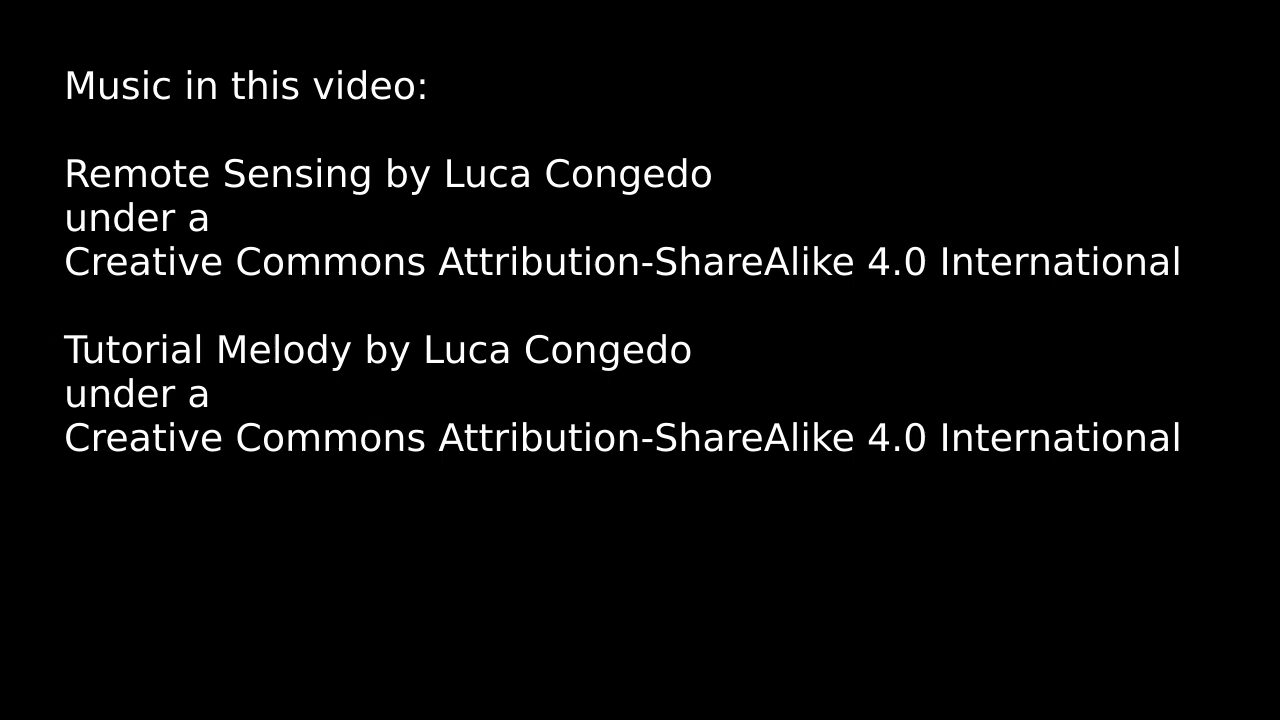 Music in this video:
Remote Sensing by Luca Congedo
under a
Creative Commons Attribution-ShareAlike 4.0 International
Tutorial Melody by Luca Congedo
under a
Creative Commons Attribution-ShareAlike 4.0 International